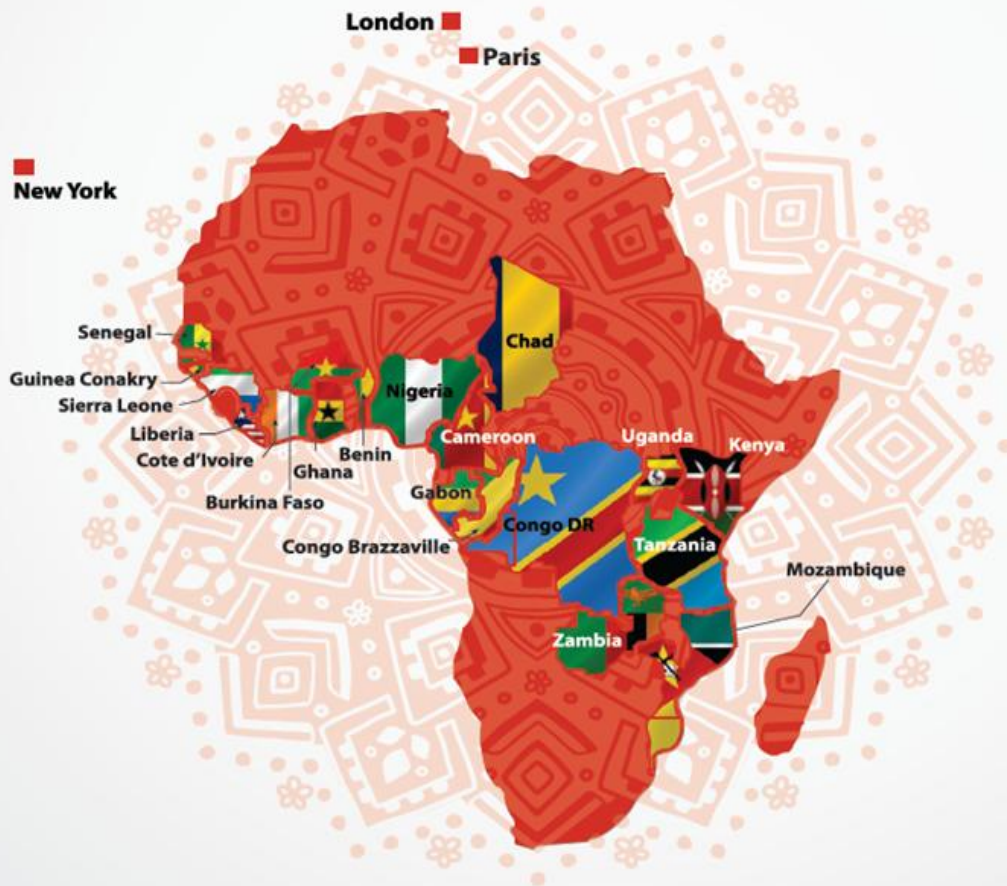 London
Paris
New York
Chad
Senegal
Guinea Conakry
Sierra Leone
Liberia
Cote d'Ivoire
Burkina Faso
Ghana
Benin
Nigeria
Cameroon
Gabon
Congo Brazzaville
Congo DR
Uganda
Kenya
Tanzania
Mozambique
Zambia